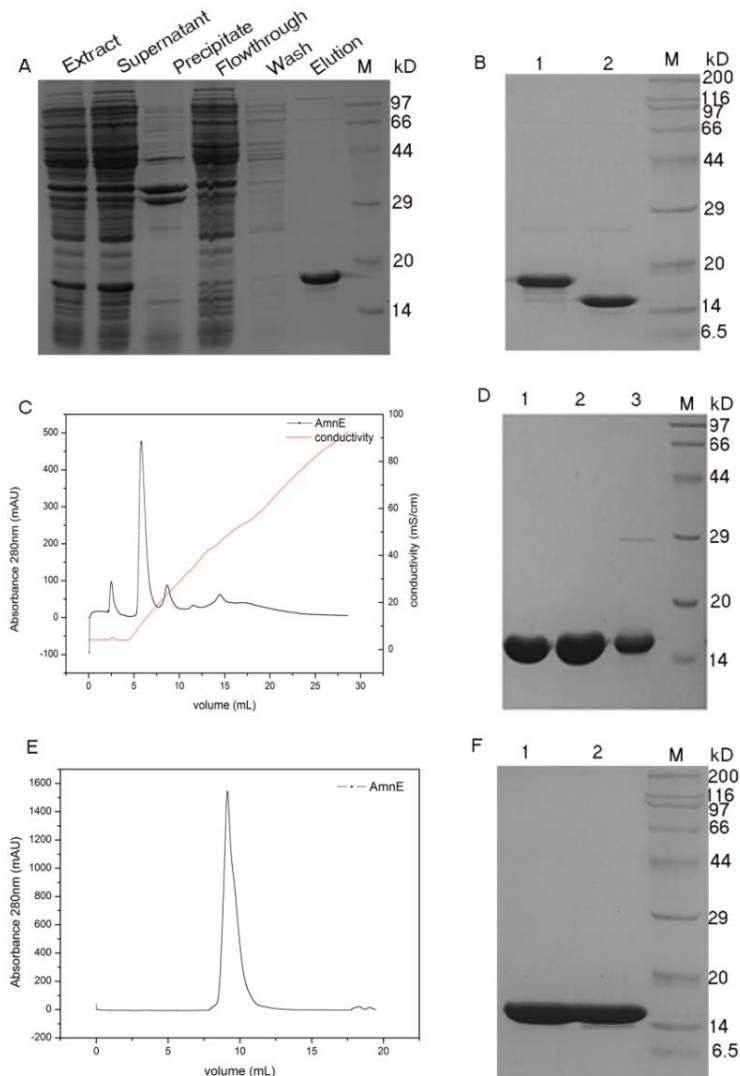 A
Extract
Supernatant
Precipitate
Flowthrough
Wash
Elution
M kD
97
66
44
29
20
14
B
1 2 M kD
200
116
97
66
44
29
20
14
6.5
C
AmnE
conductivity
Absorbance 280nm (mAU)
500
400
300
200
100
0
-100
conductivity (mS/cm)
100
80
60
40
20
0
0 5 10 15 20 25 30
volume (mL)
D
1 2 3 M kD
97
66
44
29
20
14
E
AmnE
Absorbance 280nm (mAU)
1600
1400
1200
1000
800
600
400
200
0
-200
0 5 10 15 20
volume (mL)
F
1 2 M kD
200
116
97
66
44
29
20
14
6.5